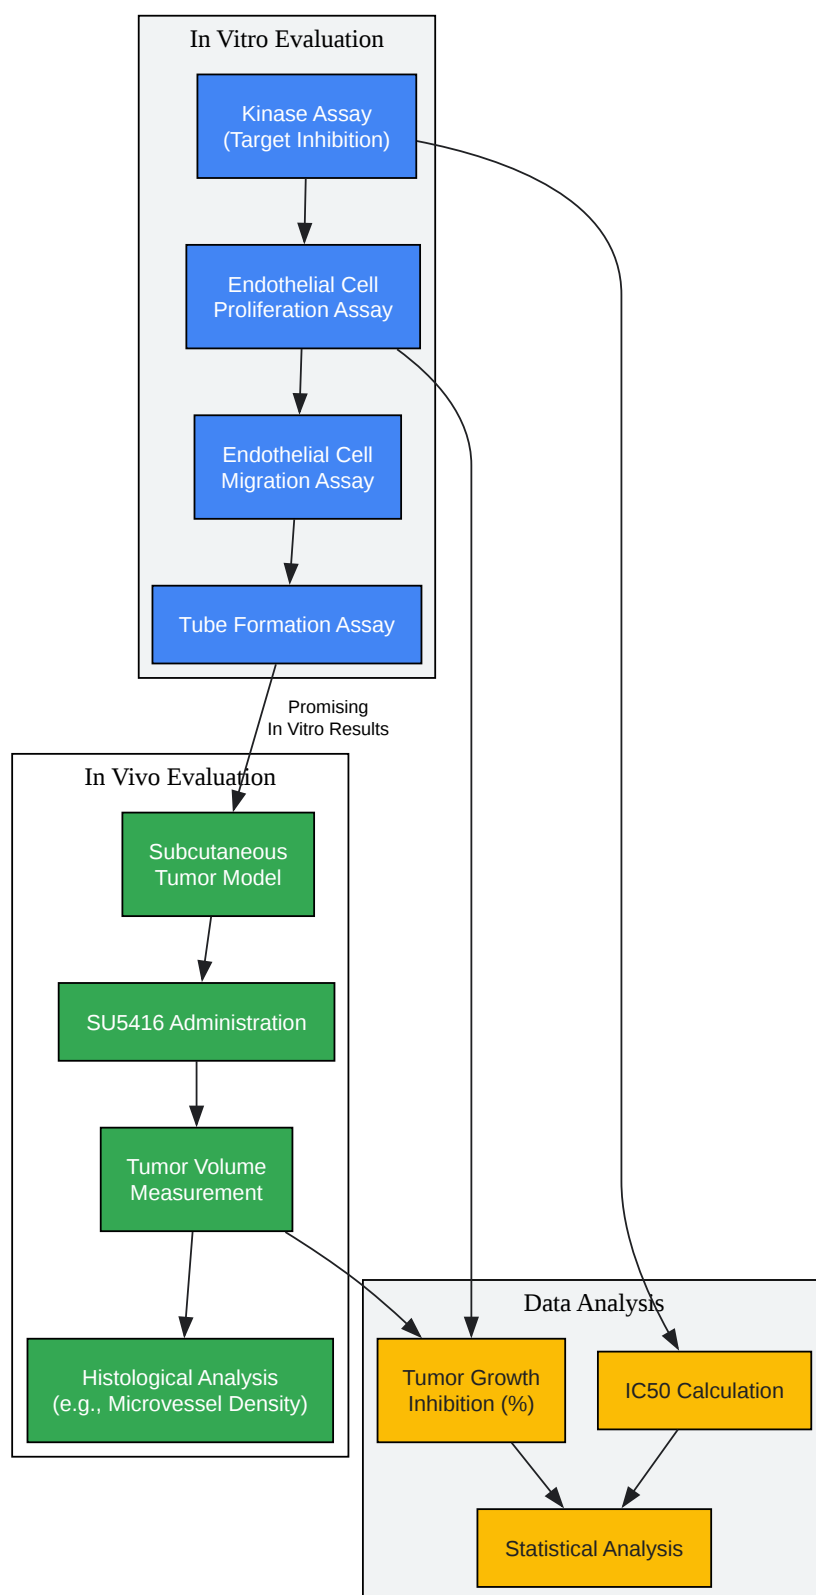 In Vitro Evaluation
Kinase Assay
(Target Inhibition)
Endothelial Cell
Proliferation Assay
Endothelial Cell
Migration Assay
Tube Formation Assay
Promising
In Vitro Results
In Vivo Evaluation
Subcutaneous
Tumor Model
SU5416 Administration
Tumor Volume
Measurement
Histological Analysis
(e.g., Microvessel Density)
Data Analysis
Tumor Growth
Inhibition (%)
IC50 Calculation
Statistical Analysis